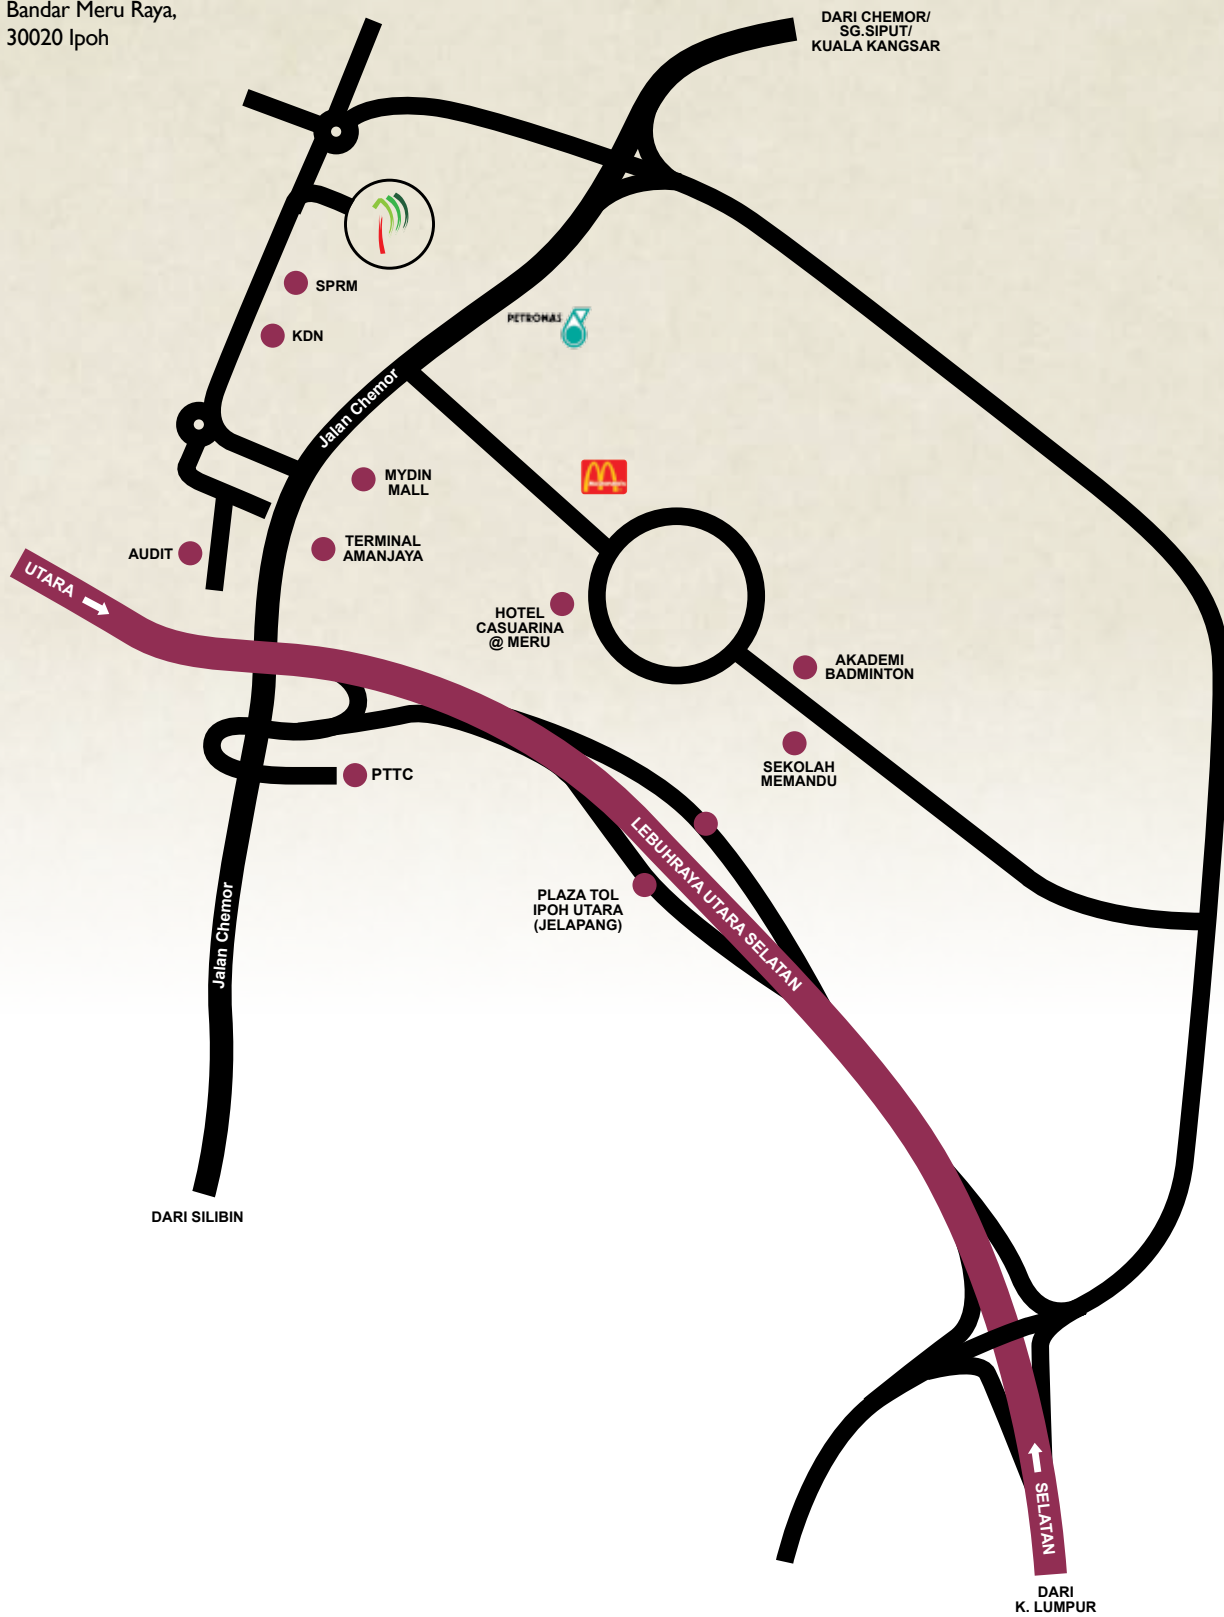 Bandar Meru Raya,
30020 Ipoh
DARI CHEMOR/
SG.SIPUT/
KUALA KANGSAR
SPRM
PETRONAS
KDN
Jalan Chemor
MYDIN
MALL
AUDIT
TERMINAL
AMANJAYA
UTARA
HOTEL
CASUARINA
@ MERU
AKADEMI
BADMINTON
SEKOLAH
MEMANDU
PTTC
LEBUHRAYA UTARA SELATAN
PLAZA TOL
IPOH UTARA
(JELAPANG)
Jalan Chemor
DARI SILIBIN
SELATAN
DARI
K. LUMPUR